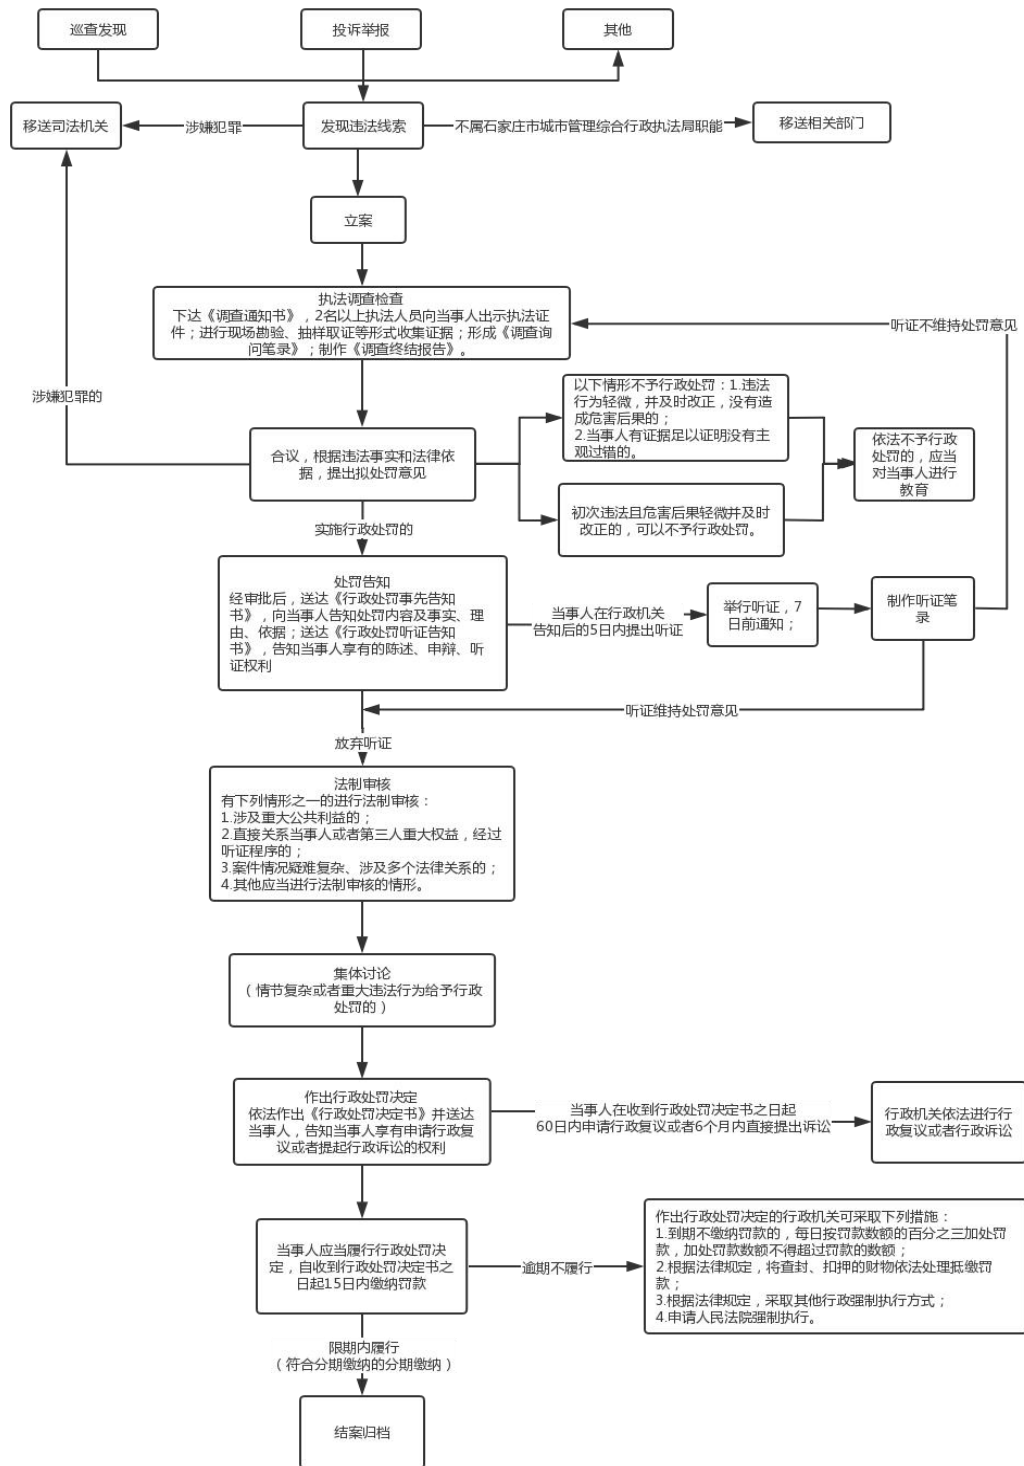 巡查发现
投诉举报
其他
移送司法机关
涉嫌犯罪
发现违法线索
不属石家庄市城市管理综合行政执法局职能
移送相关部门
立案
执法调查检查
下达《调查通知书》，2名以上执法人员向当事人出示执法证
件；进行现场勘验、抽样取证等形式收集证据；形成《调查询
问笔录》；制作《调查终结报告》。
听证不维持处罚意见
涉嫌犯罪的
合议，根据违法事实和法律依
据，提出拟处罚意见
以下情形不予行政处罚：1.违法
行为轻微，并及时改正，没有造
成危害后果的；
2.当事人有证据足以证明没有主
观过错的。
初次违法且危害后果轻微并及时
改正的，可以不予行政处罚。
依法不予行政
处罚的，应当
对当事人进行
教育
实施行政处罚的
处罚告知
经审批后，送达《行政处罚事先告知
书》，向当事人告知处罚内容及事实、理
由、依据；送达《行政处罚听证告知
书》，告知当事人享有的陈述、申辩、听
证权利
当事人在行政机关
告知后的5日内提出听证
举行听证，7
日前通知；
制作听证笔
录
听证维持处罚意见
放弃听证
法制审核
有下列情形之一的进行法制审核：
1.涉及重大公共利益的；
2.直接关系当事人或者第三人重大权益，经过
听证程序的；
3.案件情况疑难复杂、涉及多个法律关系的；
4.其他应当进行法制审核的情形。
集体讨论
（情节复杂或者重大违法行为给予行政
处罚的）
作出行政处罚决定
依法作出《行政处罚决定书》并送达
当事人，告知当事人享有申请行政复
议或者提起行政诉讼的权利
当事人在收到行政处罚决定书之日起
60日内申请行政复议或者6个月内直接提出诉讼
行政机关依法进行行
政复议或者行政诉讼
当事人应当履行行政处罚决
定，自收到行政处罚决定书之
日起15日内缴纳罚款
逾期不履行
作出行政处罚决定的行政机关可采取下列措施：
1.到期不缴纳罚款的，每日按罚款数额的百分之三加处罚
款，加处罚款数额不得超过罚款的数额；
2.根据法律规定，将查封、扣押的财物依法处理抵缴罚
款；
3.根据法律规定，采取其他行政强制执行方式；
4.申请人民法院强制执行。
限期内履行
（符合分期缴纳的分期缴纳）
结案归档